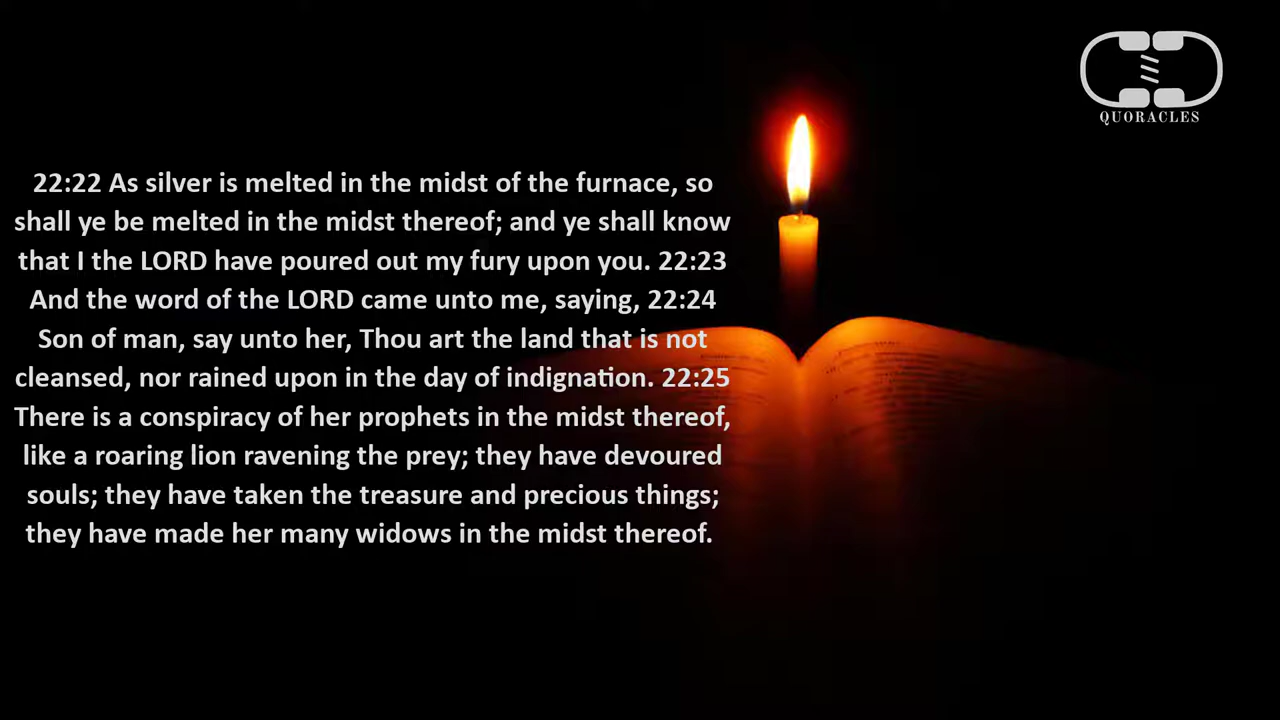 QUORACLES
22:22 As silver is melted in the midst of the furnace, so
shall ye be melted in the midst thereof; and ye shall know
that I the LORD have poured out my fury upon you. 22:23
And the word of the LORD came unto me, saying, 22:24
Son of man, say unto her, Thou art the land that is not
cleansed, nor rained upon in the day of indignation. 22:25
There is a conspiracy of her prophets in the midst thereof,
like a roaring lion ravening the prey; they have devoured
souls; they have taken the treasure and precious things;
they have made her many widows in the midst thereof.